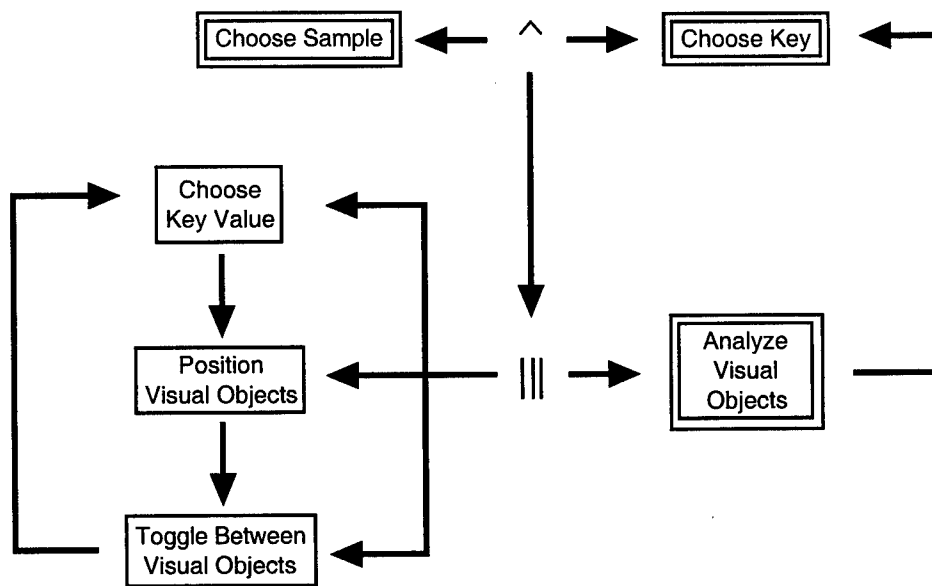 Choose Sample
^
Choose Key
Choose
Key Value
Position
Visual Objects
|||
Analyze
Visual
Objects
Toggle Between
Visual Objects